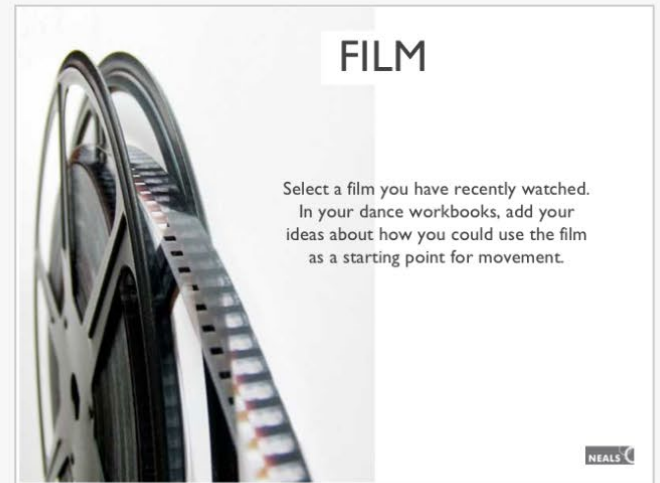 FILM
Select a film you have recently watched.
In your dance workbooks, add your
ideas about how you could use the film
as a starting point for movement.
NEALS